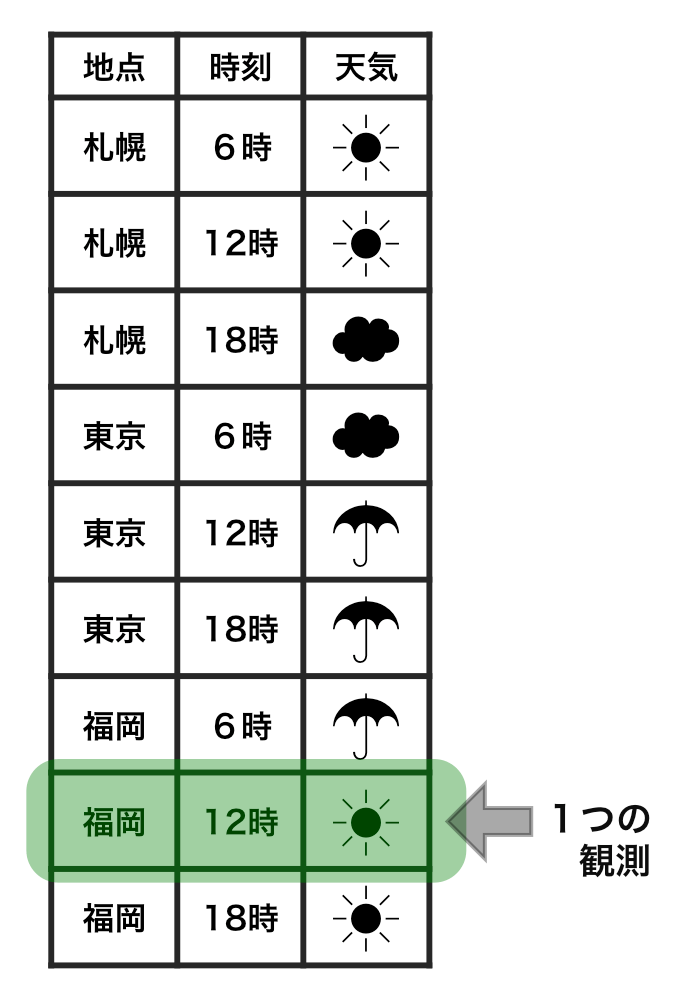 地点 時刻 天気
札幌 6時
札幌 12時
札幌 18時
東京 6時
東京 12時
東京 18時
福岡 6時
福岡 12時
福岡 18時
1つの
観測